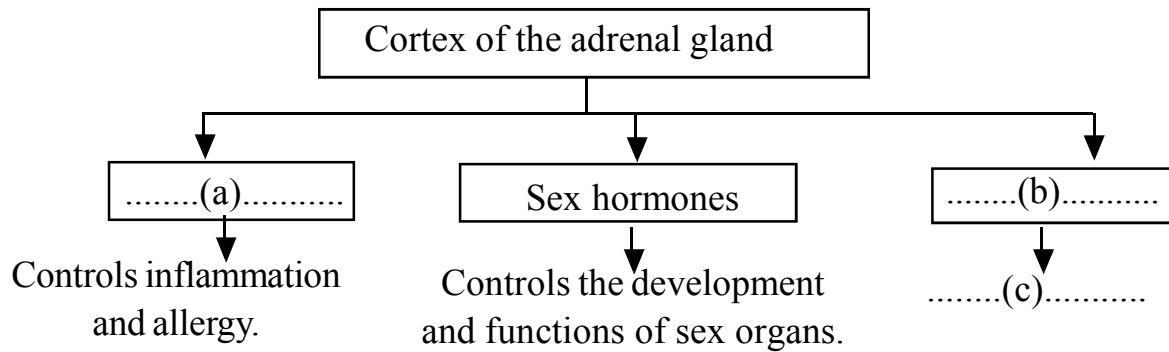 Cortex of the adrenal gland
........(a)...........
Sex hormones
........(b)...........
Controls inflammation
and allergy.
Controls the development
and functions of sex organs.
........(c)...........